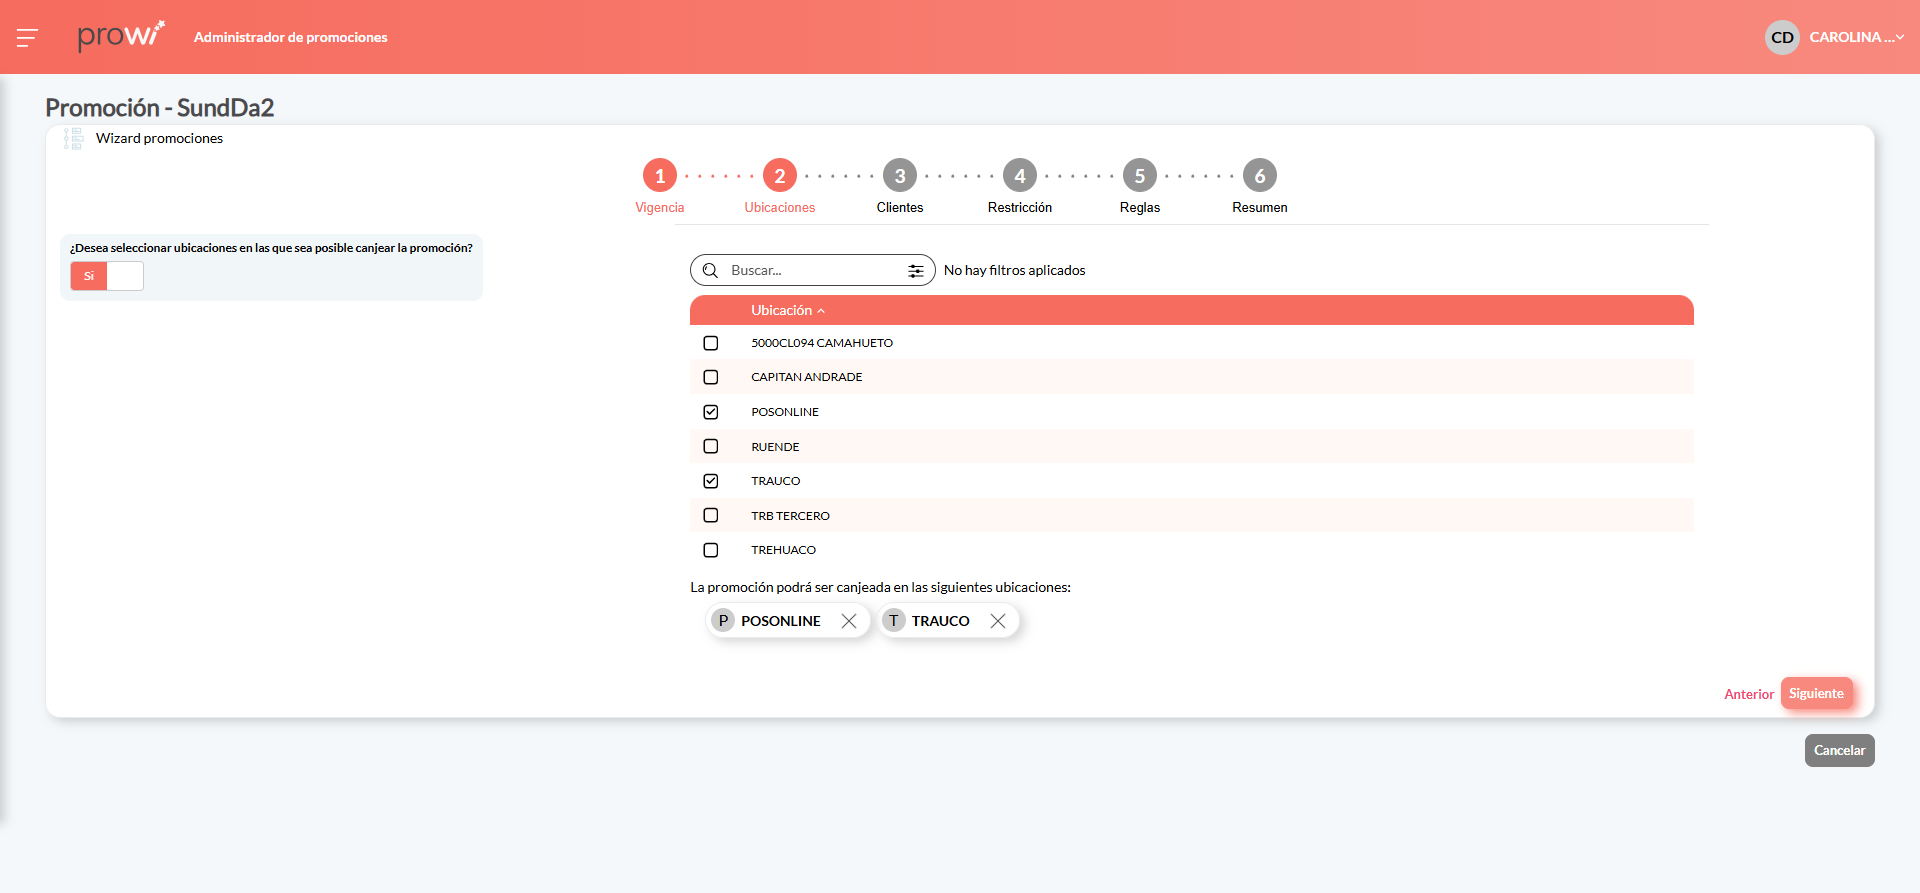 prowi
Administrador de promociones
CD CAROLINA ...
Promoción - SundDa2
Wizard promociones
1 2 3 4 5 6
Vigencia Ubicaciones Clientes Restricción Reglas Resumen
¿Desea seleccionar ubicaciones en las que sea posible canjear la promoción?
Si
Buscar... No hay filtros aplicados
Ubicación
5000CL094 CAMAHUETO
CAPITAN ANDRADE
POSONLINE
RUENDE
TRAUCO
TRB TERCERO
TREHUACO
La promoción podrá ser canjeada en las siguientes ubicaciones:
P POSONLINE T TRAUCO
Anterior Siguiente
Cancelar